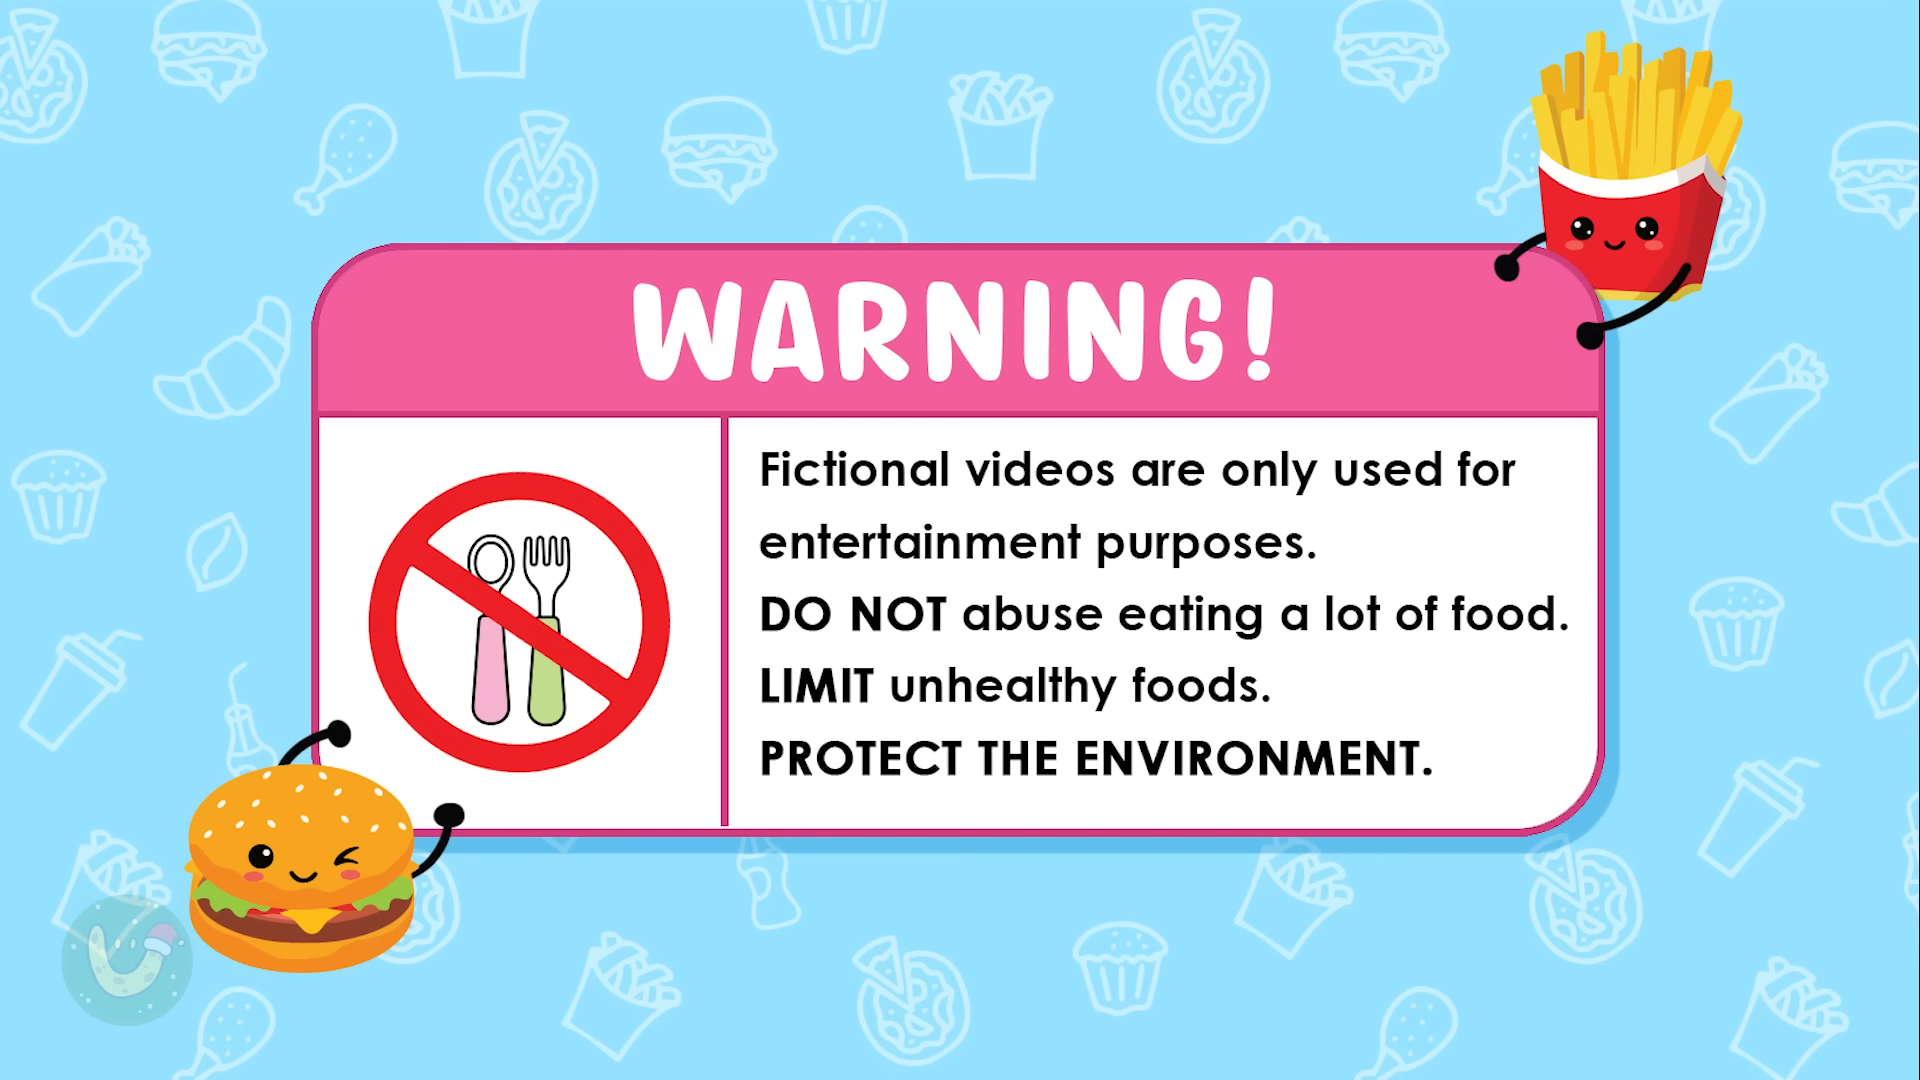 WARNING!
Fictional videos are only used for
entertainment purposes.
DO NOT abuse eating a lot of food.
LIMIT unhealthy foods.
PROTECT THE ENVIRONMENT.